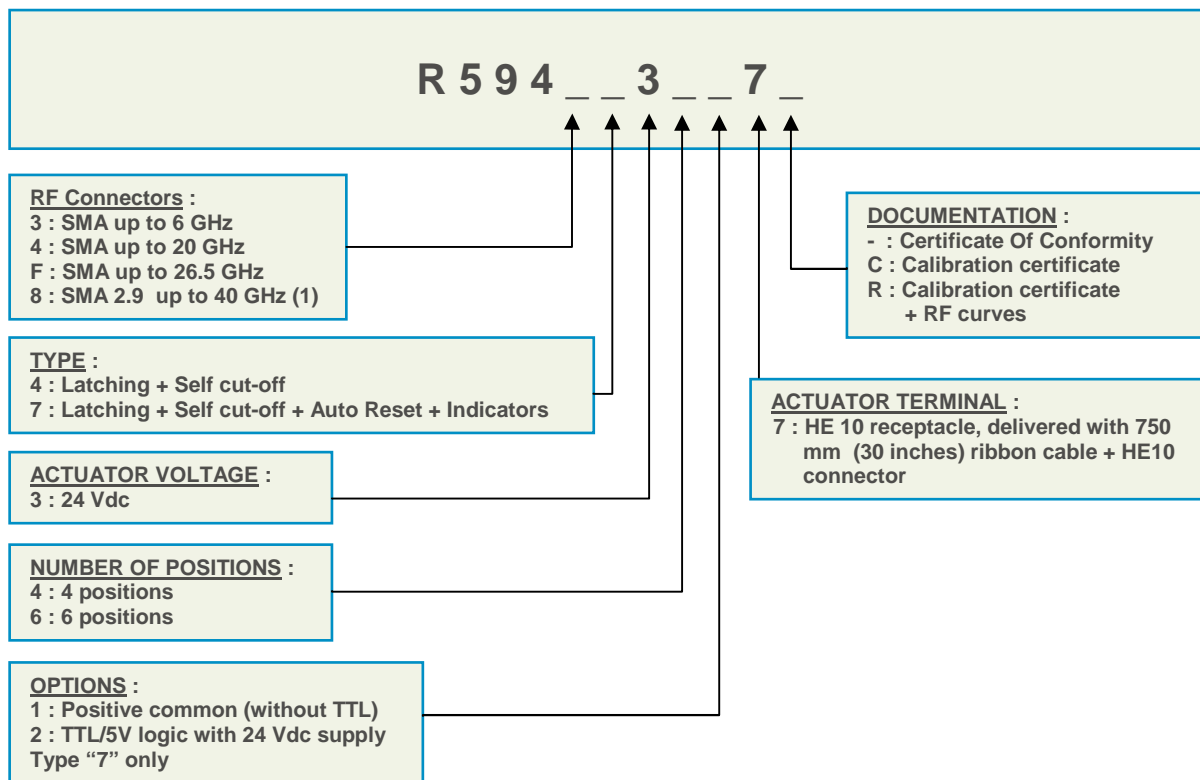 R 5 9 4 _ _ 3 _ _ 7 _
RF Connectors :
3 : SMA up to 6 GHz
4 : SMA up to 20 GHz
F : SMA up to 26.5 GHz
8 : SMA 2.9 up to 40 GHz (1)
TYPE :
4 : Latching + Self cut-off
7 : Latching + Self cut-off + Auto Reset + Indicators
ACTUATOR VOLTAGE :
3 : 24 Vdc
NUMBER OF POSITIONS :
4 : 4 positions
6 : 6 positions
OPTIONS :
1 : Positive common (without TTL)
2 : TTL/5V logic with 24 Vdc supply
Type “7” only
DOCUMENTATION :
- : Certificate Of Conformity
C : Calibration certificate
R : Calibration certificate
+ RF curves
ACTUATOR TERMINAL :
7 : HE 10 receptacle, delivered with 750
mm (30 inches) ribbon cable + HE10
connector